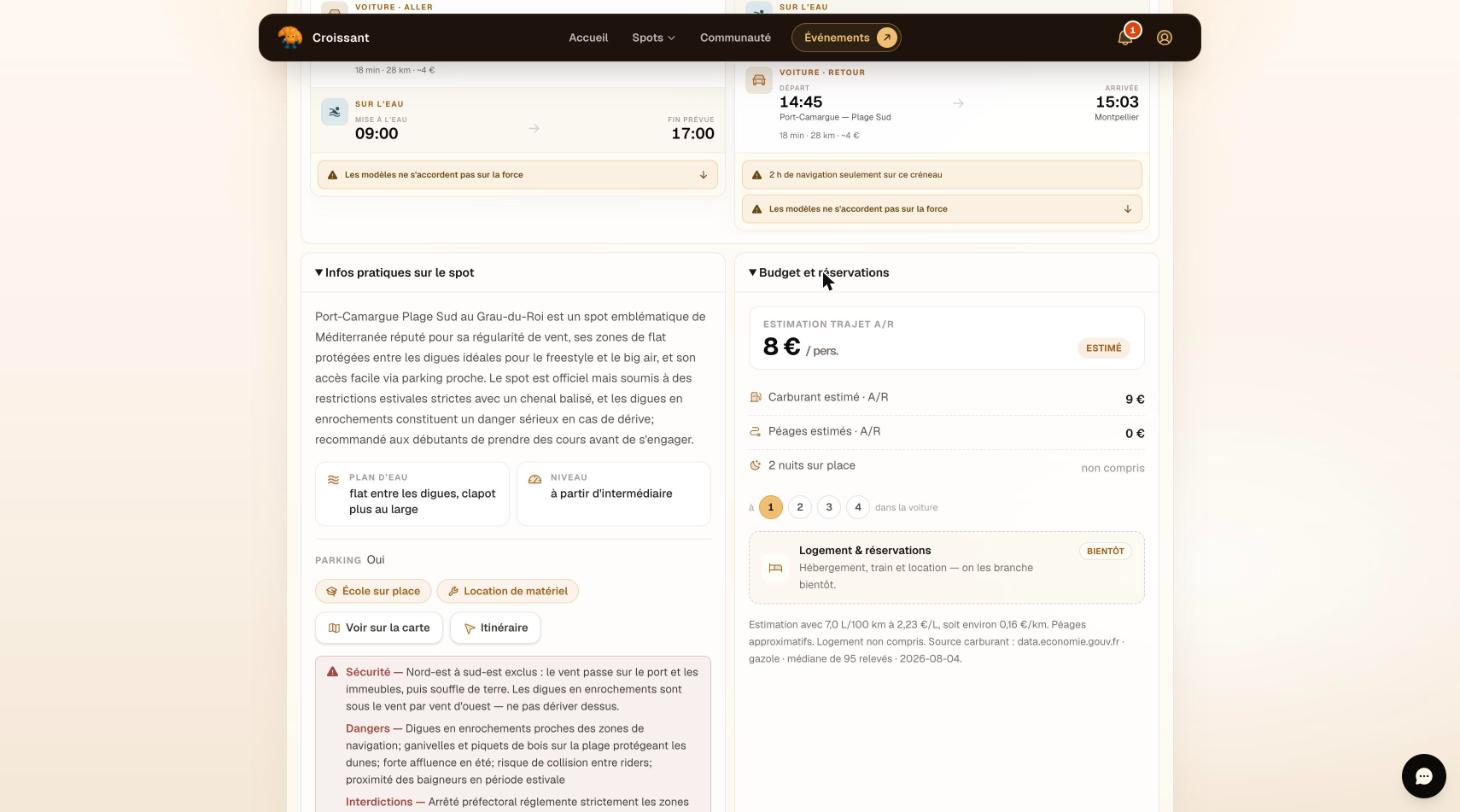 VOITURE · ALLER
SUR L'EAU
Croissant
Accueil
Spots
Communauté
Événements
1
18 min · 28 km · ~4 €
SUR L'EAU
MISE À L'EAU
09:00
FIN PRÉVUE
17:00
Les modèles ne s'accordent pas sur la force
VOITURE · RETOUR
DÉPART
14:45
Port-Camargue — Plage Sud
ARRIVÉE
15:03
Montpellier
18 min · 28 km · ~4 €
2 h de navigation seulement sur ce créneau
Les modèles ne s'accordent pas sur la force
Infos pratiques sur le spot
Port-Camargue Plage Sud au Grau-du-Roi est un spot emblématique de
Méditerranée réputé pour sa régularité de vent, ses zones de flat
protégées entre les digues idéales pour le freestyle et le big air, et son
accès facile via parking proche. Le spot est officiel mais soumis à des
restrictions estivales strictes avec un chenal balisé, et les digues en
enrochements constituent un danger sérieux en cas de dérive;
recommandé aux débutants de prendre des cours avant de s'engager.
PLAN D'EAU
flat entre les digues, clapot
plus au large
NIVEAU
à partir d'intermédiaire
PARKING Oui
École sur place
Location de matériel
Voir sur la carte
Itinéraire
Sécurité — Nord-est à sud-est exclus : le vent passe sur le port et les
immeubles, puis souffle de terre. Les digues en enrochements sont
sous le vent par vent d'ouest — ne pas dériver dessus.
Dangers — Digues en enrochements proches des zones de
navigation; ganivelles et piquets de bois sur la plage protégeant les
dunes; forte affluence en été; risque de collision entre riders;
proximité des baigneurs en période estivale
Interdictions — Arrêté préfectoral réglemente strictement les zones
Budget et réservations
ESTIMATION TRAJET A/R
8 € / pers.
ESTIMÉ
Carburant estimé · A/R
9 €
Péages estimés · A/R
0 €
2 nuits sur place
non compris
à 1 2 3 4 dans la voiture
Logement & réservations
BIENTÔT
Hébergement, train et location — on les branche
bientôt.
Estimation avec 7,0 L/100 km à 2,23 €/L, soit environ 0,16 €/km. Péages
approximatifs. Logement non compris. Source carburant : data.economie.gouv.fr ·
gazole · médiane de 95 relevés · 2026-08-04.